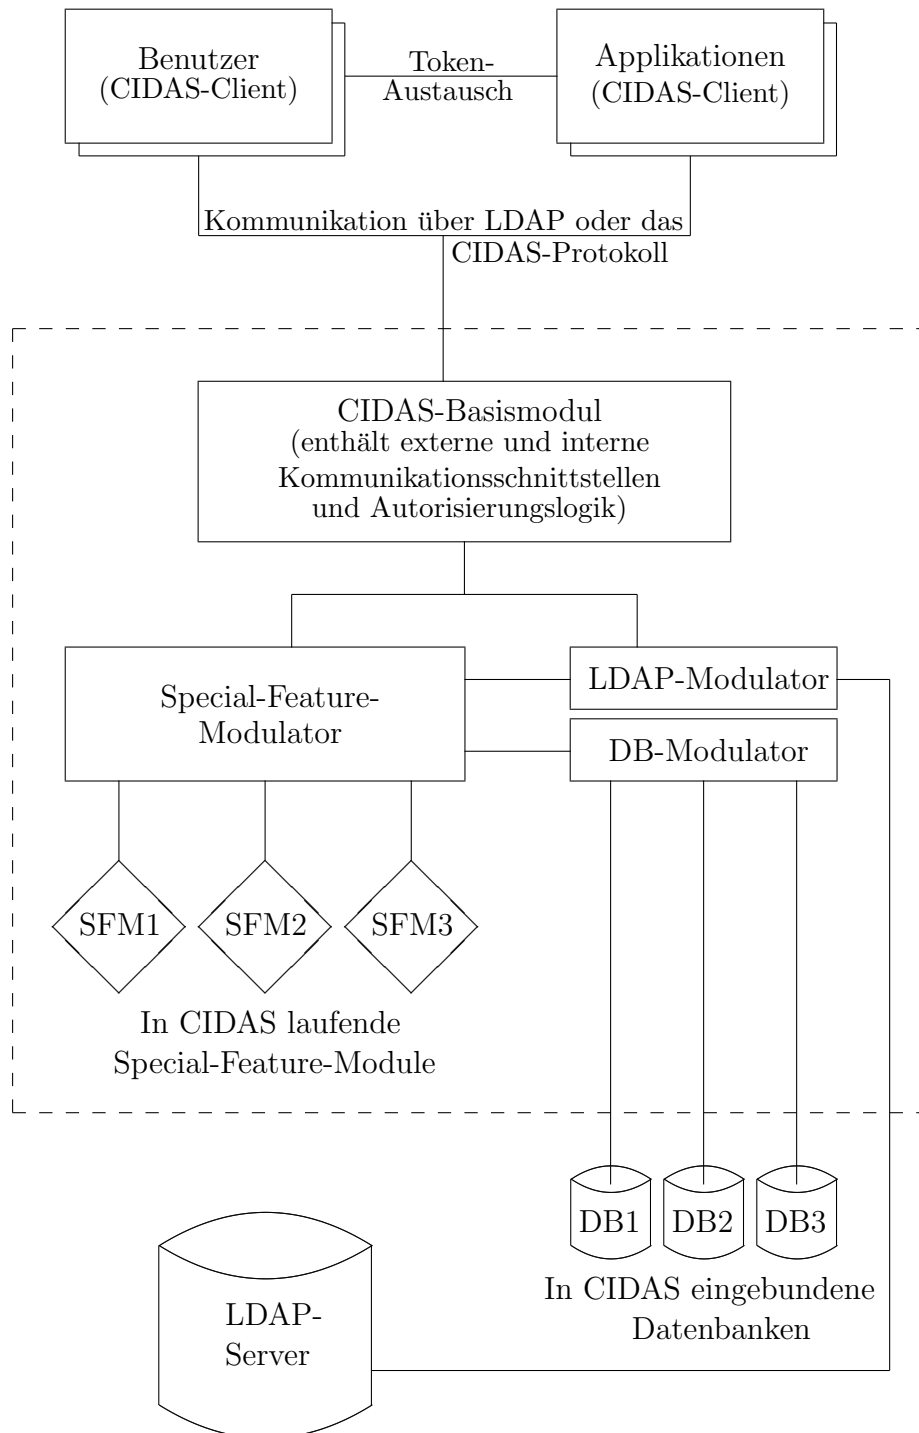 Benutzer
(CIDAS-Client)
Token-
Austausch
Applikationen
(CIDAS-Client)
Kommunikation über LDAP oder das
CIDAS-Protokoll
CIDAS-Basismodul
(enthält externe und interne
Kommunikationsschnittstellen
und Autorisierungslogik)
Special-Feature-
Modulator
LDAP-Modulator
DB-Modulator
SFM1
SFM2
SFM3
In CIDAS laufende
Special-Feature-Module
DB1
DB2
DB3
In CIDAS eingebundene
Datenbanken
LDAP-
Server